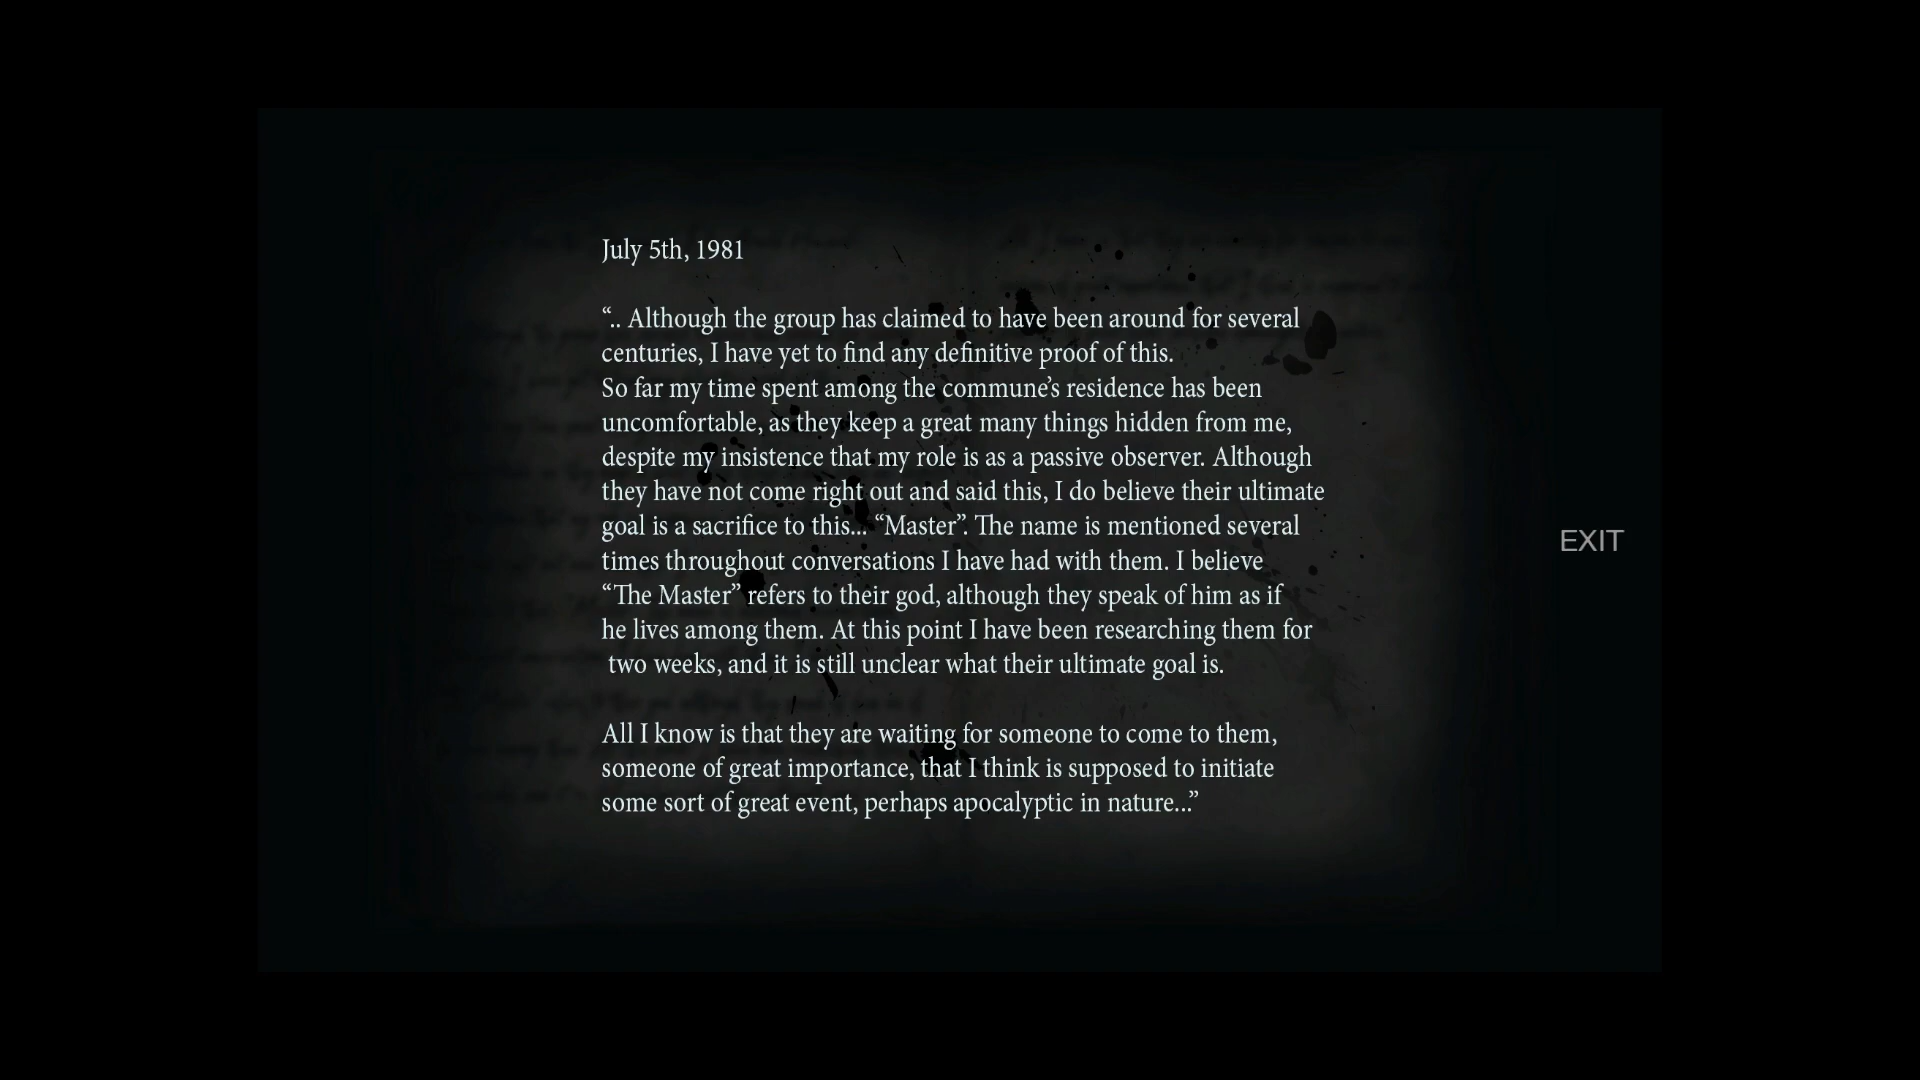 July 5th, 1981
“.. Although the group has claimed to have been around for several
centuries, I have yet to find any definitive proof of this.
So far my time spent among the commune’s residence has been
uncomfortable, as they keep a great many things hidden from me,
despite my insistence that my role is as a passive observer. Although
they have not come right out and said this, I do believe their ultimate
goal is a sacrifice to this... “Master”. The name is mentioned several
times throughout conversations I have had with them. I believe
“The Master” refers to their god, although they speak of him as if
he lives among them. At this point I have been researching them for
two weeks, and it is still unclear what their ultimate goal is.
All I know is that they are waiting for someone to come to them,
someone of great importance, that I think is supposed to initiate
some sort of great event, perhaps apocalyptic in nature...”
EXIT